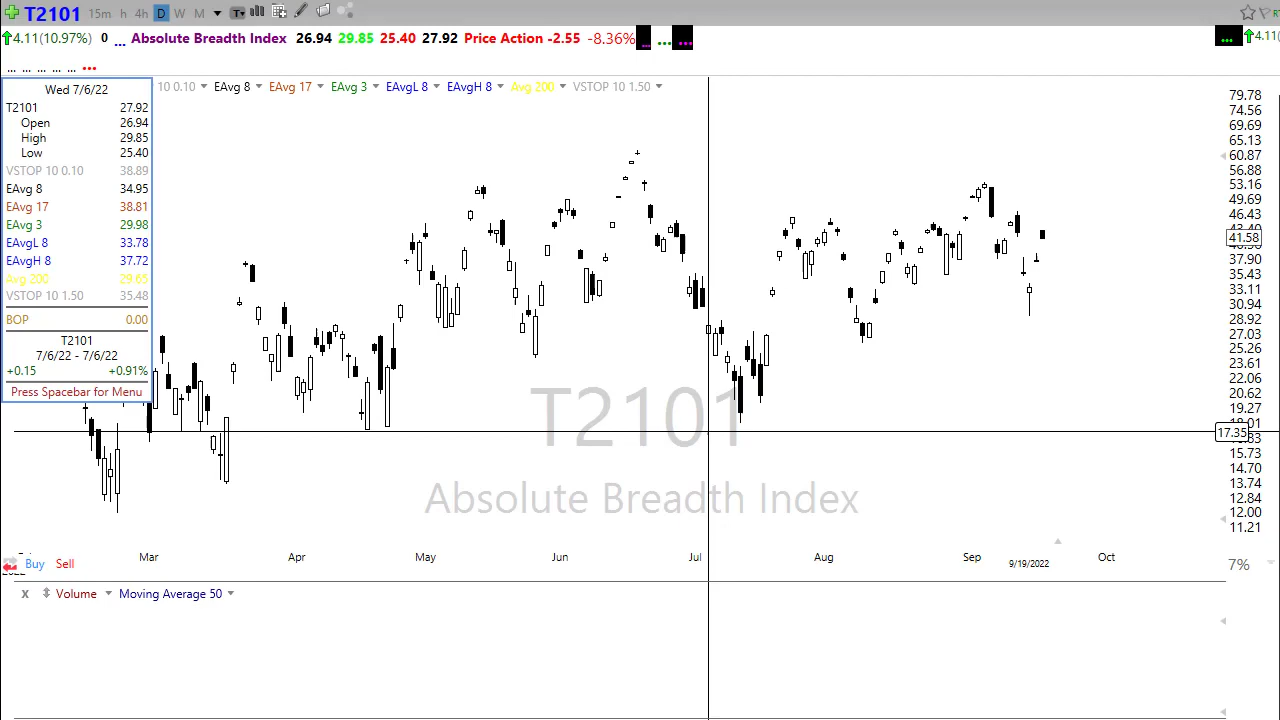 T2101 15m h 4h D W M T
4.11(10.97%) 0 ... Absolute Breadth Index 26.94 29.85 25.40 27.92 Price Action -2.55 -8.36% ... ... ... ... 4.11(
... ... ... ... ... ...
Wed 7/6/22
T2101 27.92
Open 26.94
High 29.85
Low 25.40
VSTOP 10 0.10 38.89
EAvg 8 34.95
EAvg 17 38.81
EAvg 3 29.98
EAvgL 8 33.78
EAvgH 8 37.72
Avg 200 29.65
VSTOP 10 1.50 35.48
BOP 0.00
T2101
7/6/22 - 7/6/22
+0.15 +0.91%
Press Spacebar for Menu
10 0.10 EAvg 8 EAvg 17 EAvg 3 EAvgL 8 EAvgH 8 Avg 200 VSTOP 10 1.50
79.78
74.56
69.69
65.13
60.87
56.88
53.16
49.69
46.43
41.58
37.90
35.43
33.11
30.94
28.92
27.03
25.26
23.61
22.06
20.62
19.27
17.35
15.73
14.70
13.74
12.84
12.00
11.21
T2101
Absolute Breadth Index
Mar Apr May Jun Jul Aug Sep 9/19/2022 Oct
Buy Sell 7%
x Volume Moving Average 50